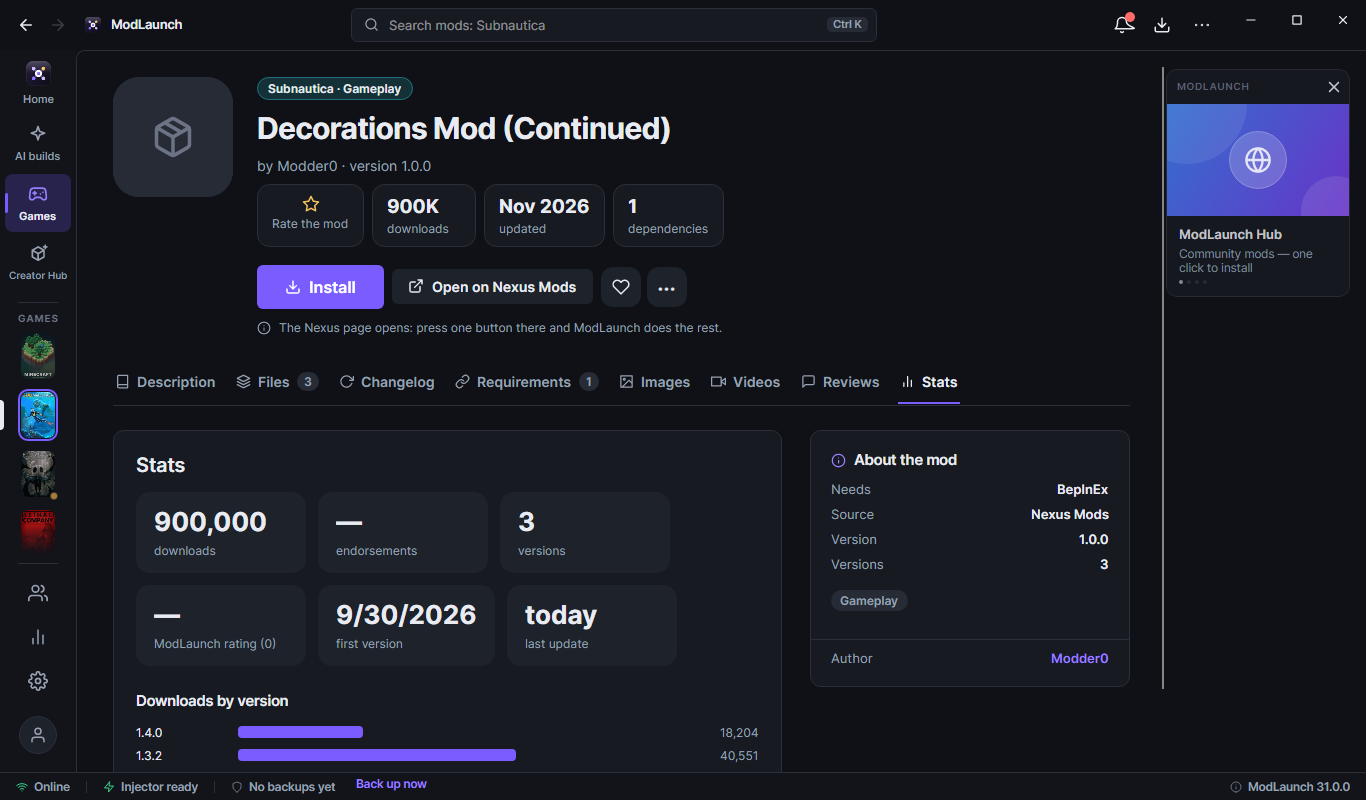 ModLaunch
Search mods: Subnautica
Ctrl K
Home
AI builds
Games
Creator Hub
GAMES
MINECRAFT
Subnautica · Gameplay
Decorations Mod (Continued)
by Modder0 · version 1.0.0
Rate the mod
900K
downloads
Nov 2026
updated
1
dependencies
Install
Open on Nexus Mods
The Nexus page opens: press one button there and ModLaunch does the rest.
Description
Files 3
Changelog
Requirements 1
Images
Videos
Reviews
Stats
Stats
900,000
downloads
—
endorsements
3
versions
—
ModLaunch rating (0)
9/30/2026
first version
today
last update
Downloads by version
1.4.0 18,204
1.3.2 40,551
About the mod
Needs BepInEx
Source Nexus Mods
Version 1.0.0
Versions 3
Gameplay
Author Modder0
MODLAUNCH
ModLaunch Hub
Community mods — one
click to install
Online
Injector ready
No backups yet
Back up now
ModLaunch 31.0.0